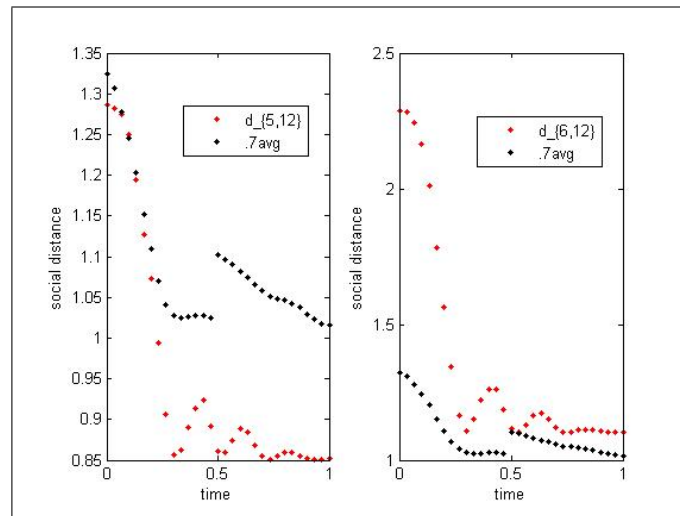 1.35
1.3
1.25
1.2
1.15
1.1
1.05
1
0.95
0.9
0.85
social distance
d_{5,12}
.7avg
0
0.5
1
time
2.5
2
1.5
1
social distance
d_{6,12}
.7avg
0
0.5
1
time